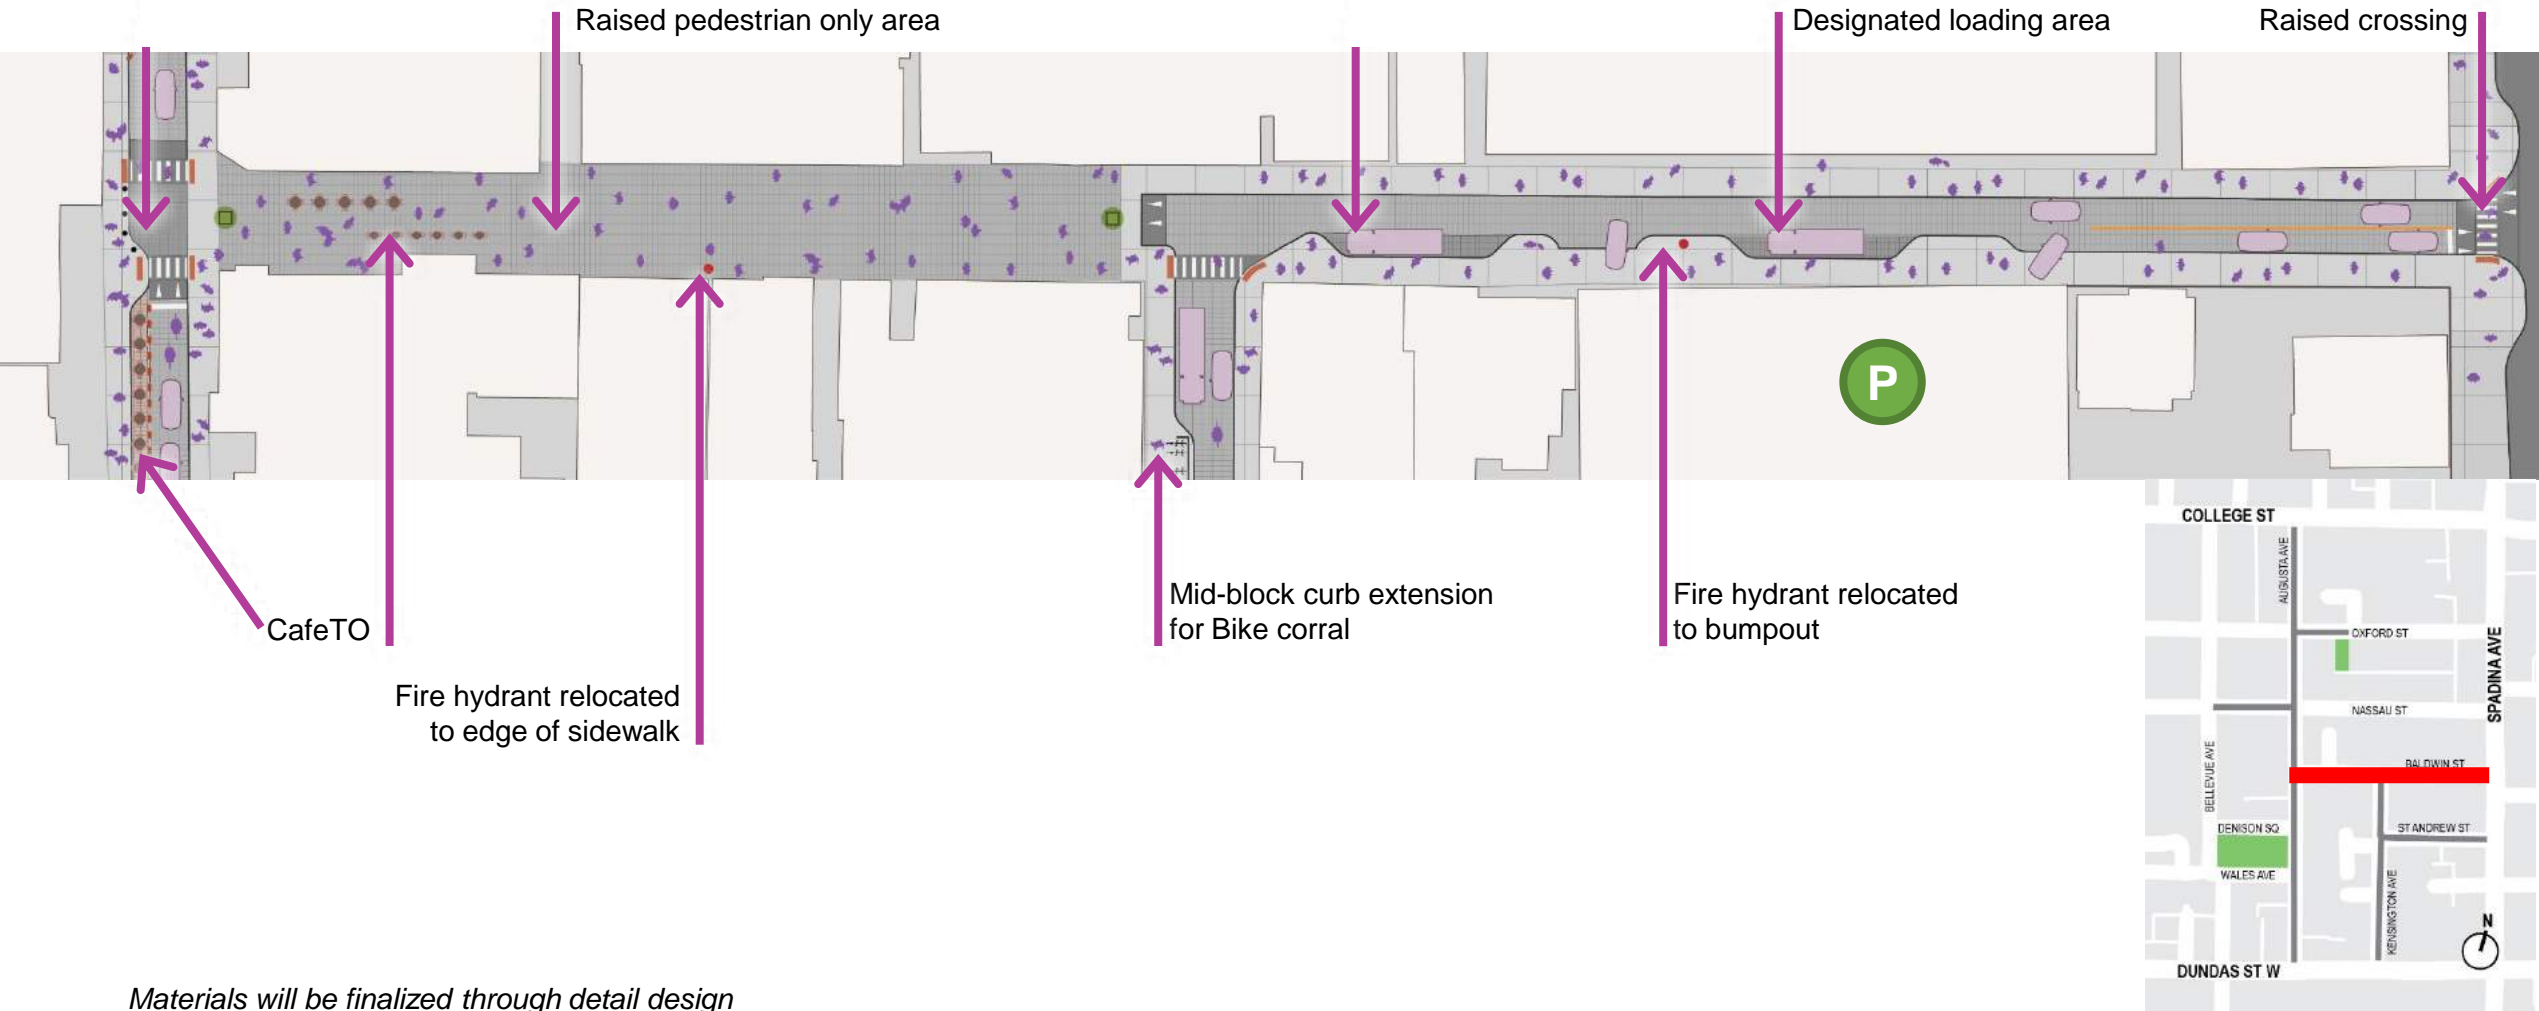 Raised pedestrian only area
Designated loading area
Raised crossing
P
CafeTO
Fire hydrant relocated
to edge of sidewalk
Mid-block curb extension
for Bike corral
Fire hydrant relocated
to bumpout
COLLEGE ST
AUGUSTA AVE
OXFORD ST
SPADINA AVE
NASSAU ST
BELLEVUE AVE
BALDWIN ST
DENISON SQ
ST ANDREW ST
WALES AVE
KENSINGTON AVE
N
DUNDAS ST W
Materials will be finalized through detail design